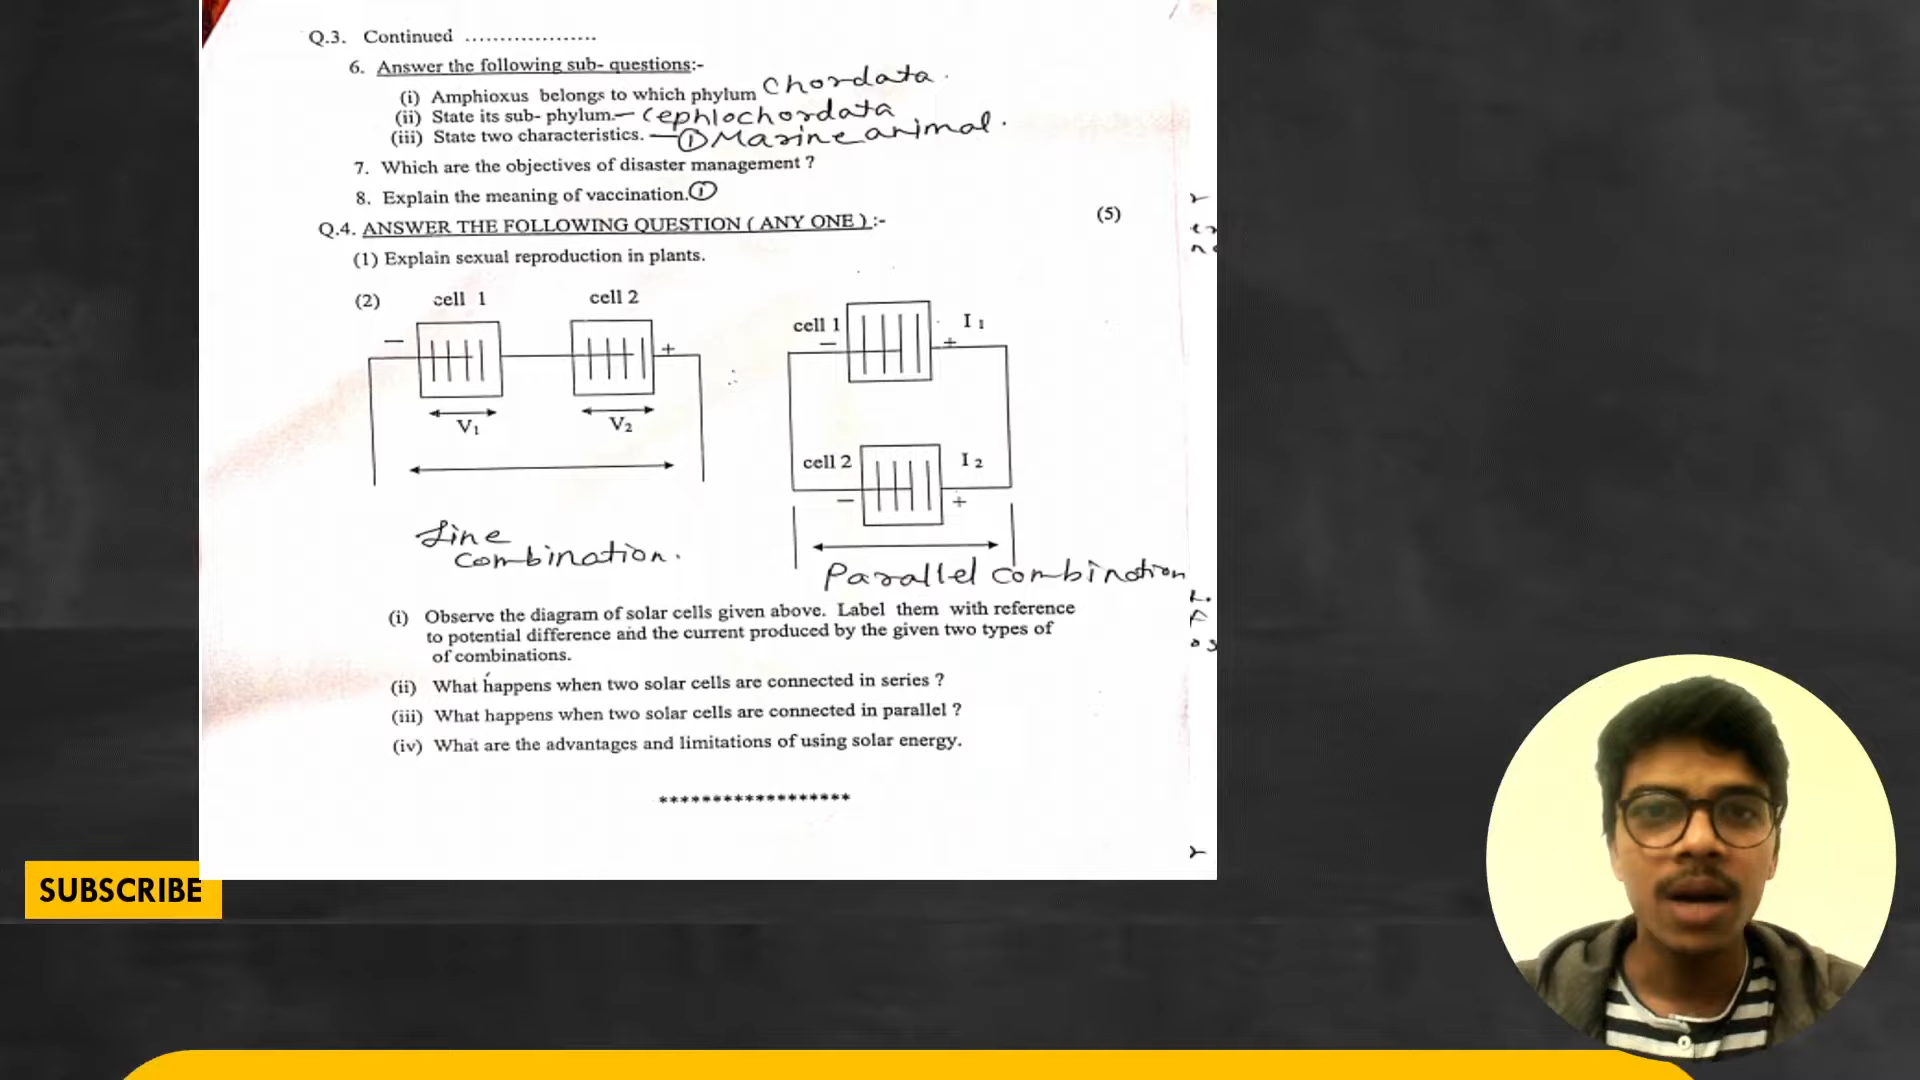 Q.3. Continued ...................
6. Answer the following sub- questions:-
(i) Amphioxus belongs to which phylum Chordata.
(ii) State its sub- phylum.— Cephlochordata
(iii) State two characteristics. — ① Marine animal.
7. Which are the objectives of disaster management ?
8. Explain the meaning of vaccination. ①
Q.4. ANSWER THE FOLLOWING QUESTION ( ANY ONE ) :- (5)
(1) Explain sexual reproduction in plants.
(2) cell 1 cell 2
− +
V₁ V₂
cell 1 I 1
− +
cell 2 I 2
− +
Line
combination.
Parallel combination
(i) Observe the diagram of solar cells given above. Label them with reference
to potential difference and the current produced by the given two types of
of combinations.
(ii) What happens when two solar cells are connected in series ?
(iii) What happens when two solar cells are connected in parallel ?
(iv) What are the advantages and limitations of using solar energy.
******************
SUBSCRIBE